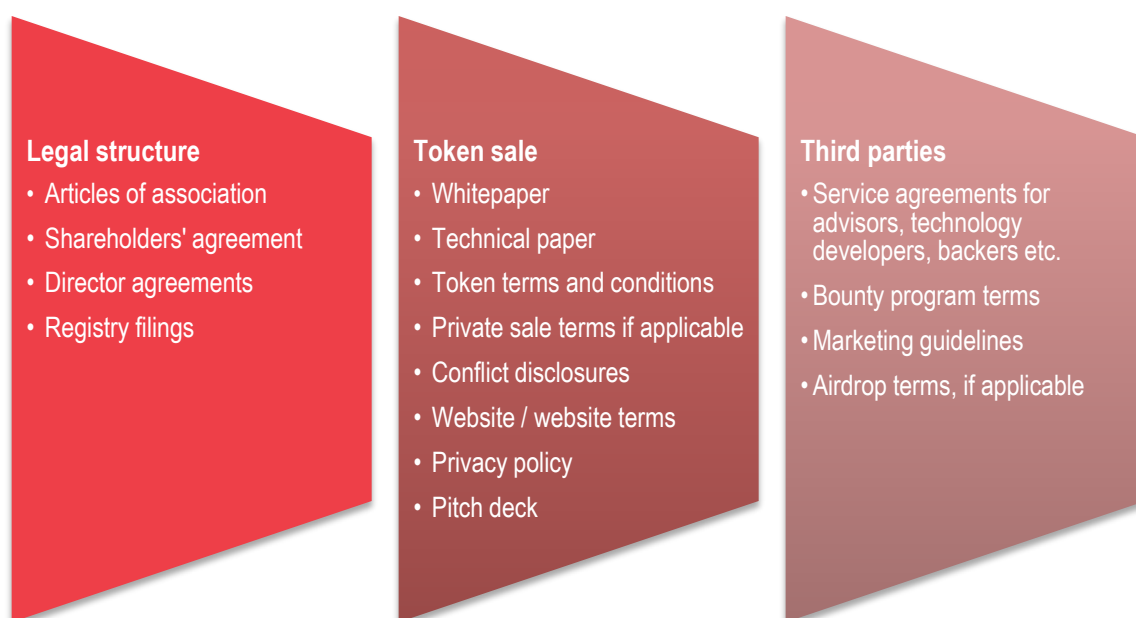 Legal structure
• Articles of association
• Shareholders' agreement
• Director agreements
• Registry filings
Token sale
• Whitepaper
• Technical paper
• Token terms and conditions
• Private sale terms if applicable
• Conflict disclosures
• Website / website terms
• Privacy policy
• Pitch deck
Third parties
• Service agreements for
advisors, technology
developers, backers etc.
• Bounty program terms
• Marketing guidelines
• Airdrop terms, if applicable